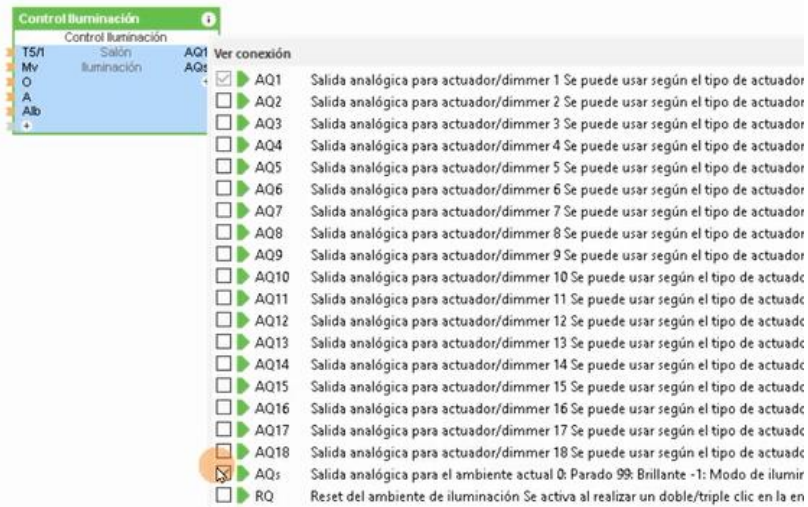 Control Iluminación
Control Iluminación
T5/1 Salón AQ1
Mv Iluminación AQs
O
A
Alb
Ver conexión
AQ1 Salida analógica para actuador/dimmer 1 Se puede usar según el tipo de actuador
AQ2 Salida analógica para actuador/dimmer 2 Se puede usar según el tipo de actuador
AQ3 Salida analógica para actuador/dimmer 3 Se puede usar según el tipo de actuador
AQ4 Salida analógica para actuador/dimmer 4 Se puede usar según el tipo de actuador
AQ5 Salida analógica para actuador/dimmer 5 Se puede usar según el tipo de actuador
AQ6 Salida analógica para actuador/dimmer 6 Se puede usar según el tipo de actuador
AQ7 Salida analógica para actuador/dimmer 7 Se puede usar según el tipo de actuador
AQ8 Salida analógica para actuador/dimmer 8 Se puede usar según el tipo de actuador
AQ9 Salida analógica para actuador/dimmer 9 Se puede usar según el tipo de actuador
AQ10 Salida analógica para actuador/dimmer 10 Se puede usar según el tipo de actuado
AQ11 Salida analógica para actuador/dimmer 11 Se puede usar según el tipo de actuado
AQ12 Salida analógica para actuador/dimmer 12 Se puede usar según el tipo de actuado
AQ13 Salida analógica para actuador/dimmer 13 Se puede usar según el tipo de actuado
AQ14 Salida analógica para actuador/dimmer 14 Se puede usar según el tipo de actuado
AQ15 Salida analógica para actuador/dimmer 15 Se puede usar según el tipo de actuado
AQ16 Salida analógica para actuador/dimmer 16 Se puede usar según el tipo de actuado
AQ17 Salida analógica para actuador/dimmer 17 Se puede usar según el tipo de actuado
AQ18 Salida analógica para actuador/dimmer 18 Se puede usar según el tipo de actuado
AQs Salida analógica para el ambiente actual 0: Parado 99: Brillante -1: Modo de ilumin
RQ Reset del ambiente de iluminación Se activa al realizar un doble/triple clic en la en